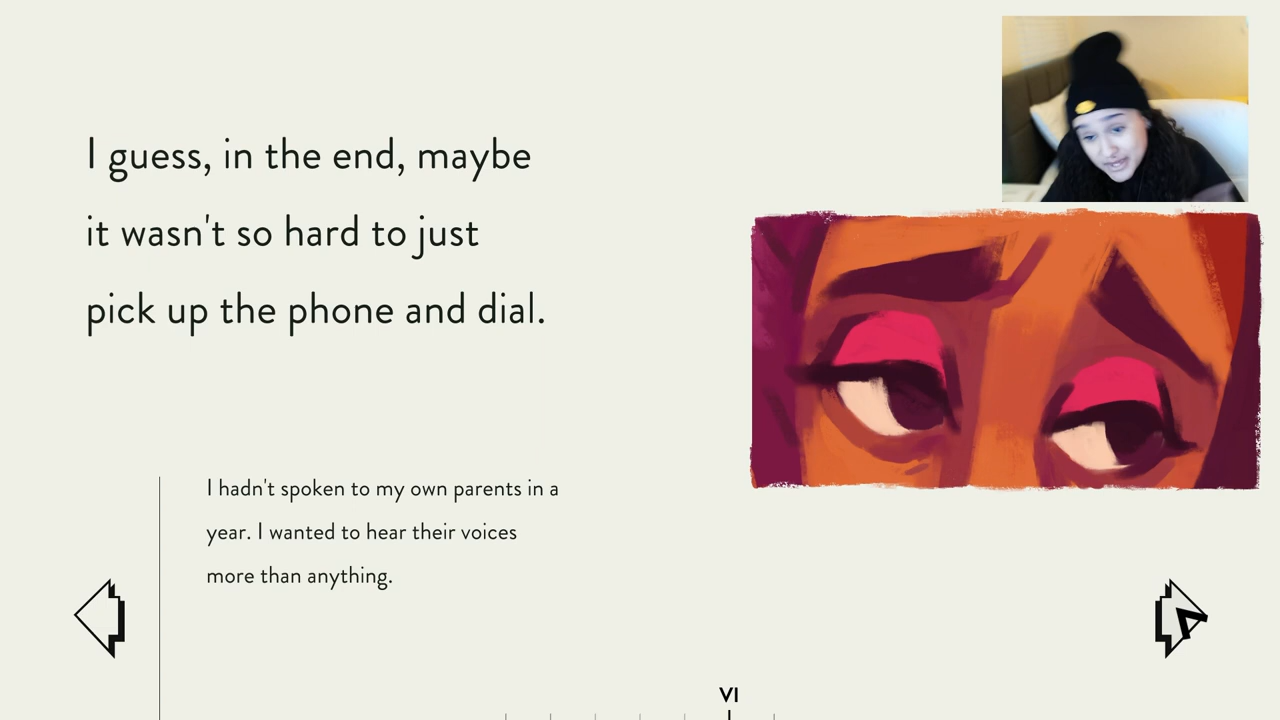 I guess, in the end, maybe
it wasn't so hard to just
pick up the phone and dial.
I hadn't spoken to my own parents in a
year. I wanted to hear their voices
more than anything.
VI